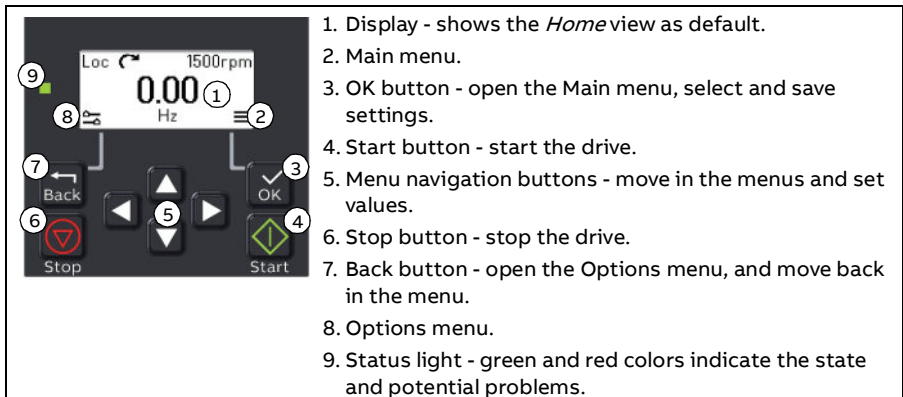 Loc 1500rpm
0.00 1
Hz
9
8
2
7
3
Back
OK
6
5
4
Stop
Start
1. Display - shows the Home view as default.
2. Main menu.
3. OK button - open the Main menu, select and save
settings.
4. Start button - start the drive.
5. Menu navigation buttons - move in the menus and set
values.
6. Stop button - stop the drive.
7. Back button - open the Options menu, and move back
in the menu.
8. Options menu.
9. Status light - green and red colors indicate the state
and potential problems.